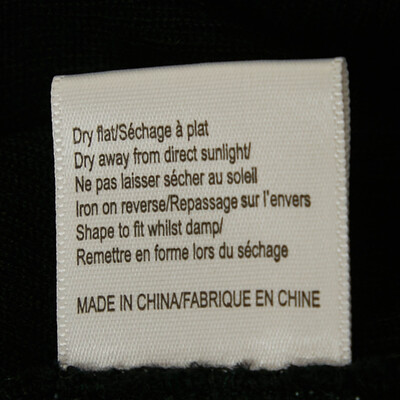 Dry flat/Séchage à plat
Dry away from direct sunlight/
Ne pas laisser sécher au soleil
Iron on reverse/Repassage sur l'envers
Shape to fit whilst damp/
Remettre en forme lors du séchage
MADE IN CHINA/FABRIQUE EN CHINE